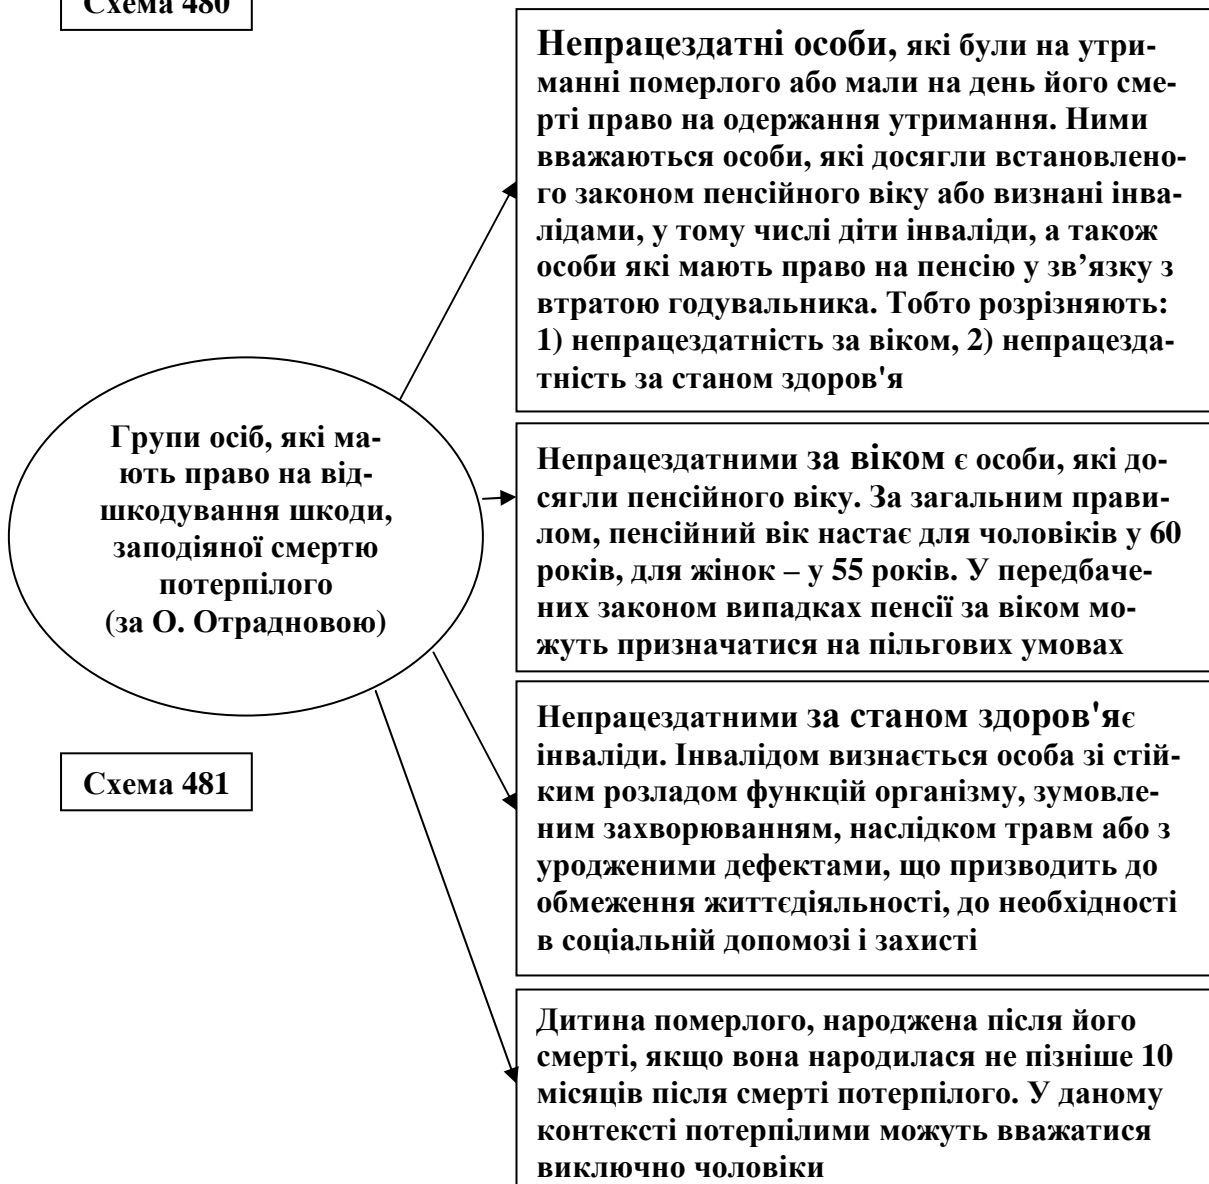 Схема 480
Непрацездатні особи, які були на утри-
манні померлого або мали на день його сме-
рті право на одержання утримання. Ними
вважаються особи, які досягли встановлено-
го законом пенсійного віку або визнані інва-
лідами, у тому числі діти інваліди, а також
особи які мають право на пенсію у зв’язку з
втратою годувальника. Тобто розрізняють:
1) непрацездатність за віком, 2) непрацезда-
тність за станом здоров'я
Групи осіб, які ма-
ють право на від-
шкодування шкоди,
заподіяної смертю
потерпілого
(за О. Отрадновою)
Непрацездатними за віком є особи, які до-
сягли пенсійного віку. За загальним прави-
лом, пенсійний вік настає для чоловіків у 60
років, для жінок – у 55 років. У передбаче-
них законом випадках пенсії за віком мо-
жуть призначатися на пільгових умовах
Непрацездатними за станом здоров'яє
інваліди. Інвалідом визнається особа зі стій-
ким розладом функцій організму, зумовле-
ним захворюванням, наслідком травм або з
уродженими дефектами, що призводить до
обмеження життєдіяльності, до необхідності
в соціальній допомозі і захисті
Схема 481
Дитина померлого, народжена після його
смерті, якщо вона народилася не пізніше 10
місяців після смерті потерпілого. У даному
контексті потерпілими можуть вважатися
виключно чоловіки